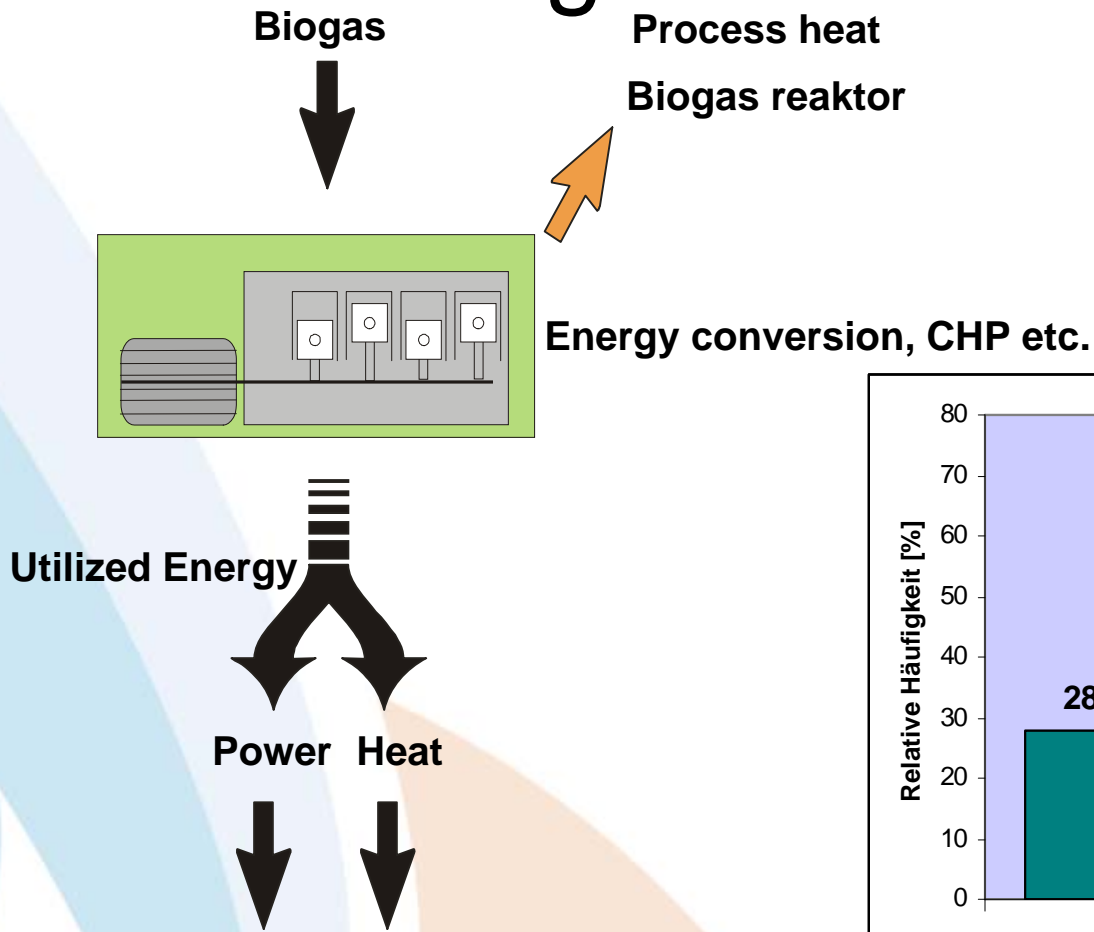 Biogas
Process heat
Biogas reaktor
Energy conversion, CHP etc.
Utilized Energy
Power Heat
Relative Häufigkeit [%]
80
70
60
50
40
30
20
10
0
28